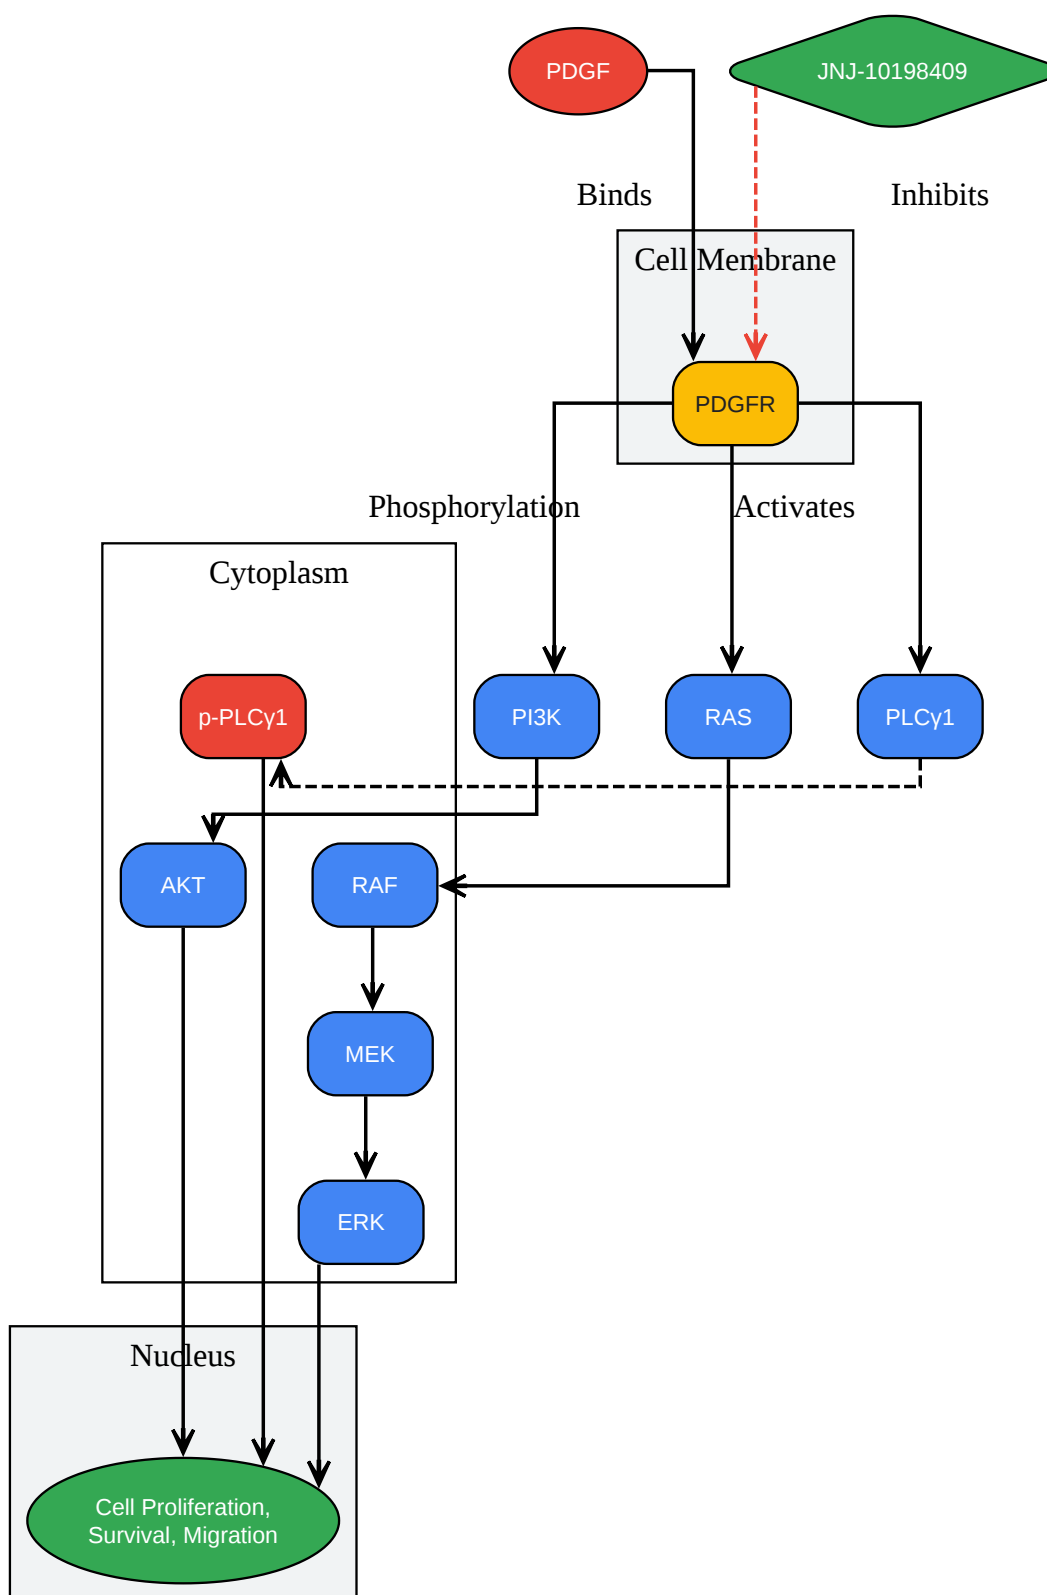 PDGF
JNJ-10198409
Binds
Inhibits
Cell Membrane
PDGFR
Phosphorylation
Activates
Cytoplasm
p-PLCγ1
PI3K
RAS
PLCγ1
AKT
RAF
MEK
ERK
Nucleus
Cell Proliferation,
Survival, Migration